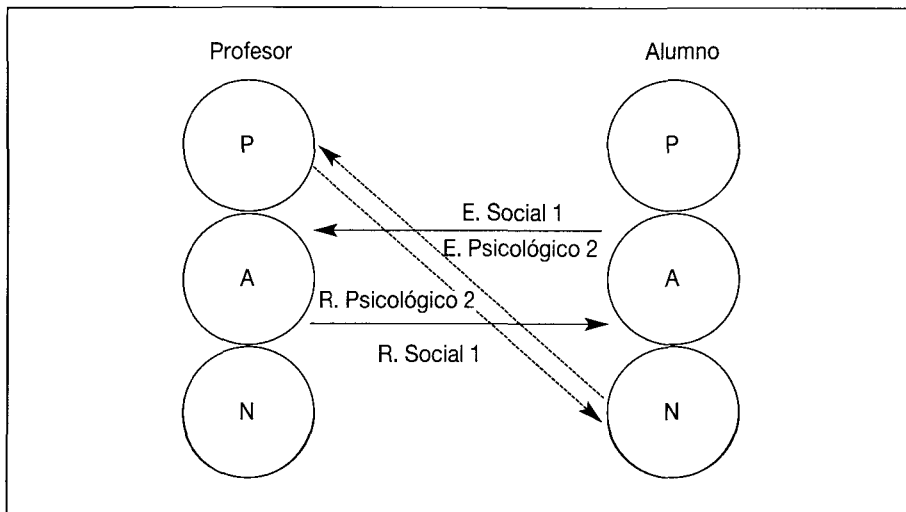 Profesor
Alumno
P
P
E. Social 1
E. Psicológico 2
A
A
R. Psicológico 2
R. Social 1
N
N